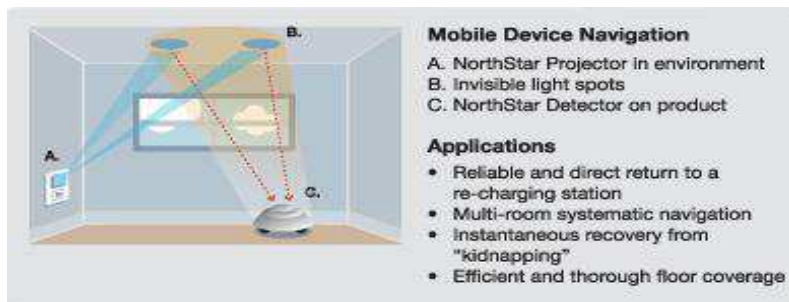 B.
A.
C.
Mobile Device Navigation
A. NorthStar Projector in environment
B. Invisible light spots
C. NorthStar Detector on product
Applications
• Reliable and direct return to a
re-charging station
• Multi-room systematic navigation
• Instantaneous recovery from
"kidnapping"
• Efficient and thorough floor coverage